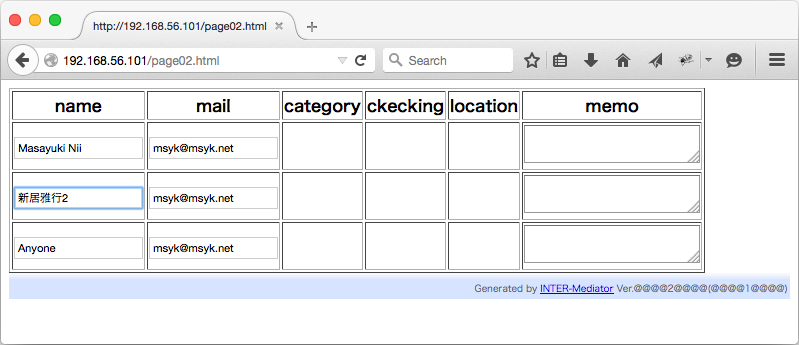 http://192.168.56.101/page02.html
192.168.56.101/page02.html
Search
name mail category ckecking location memo
Masayuki Nii msyk@msyk.net
新居雅行2 msyk@msyk.net
Anyone msyk@msyk.net
Generated by INTER-Mediator Ver.@@@@2@@@@(@@@@1@@@@)